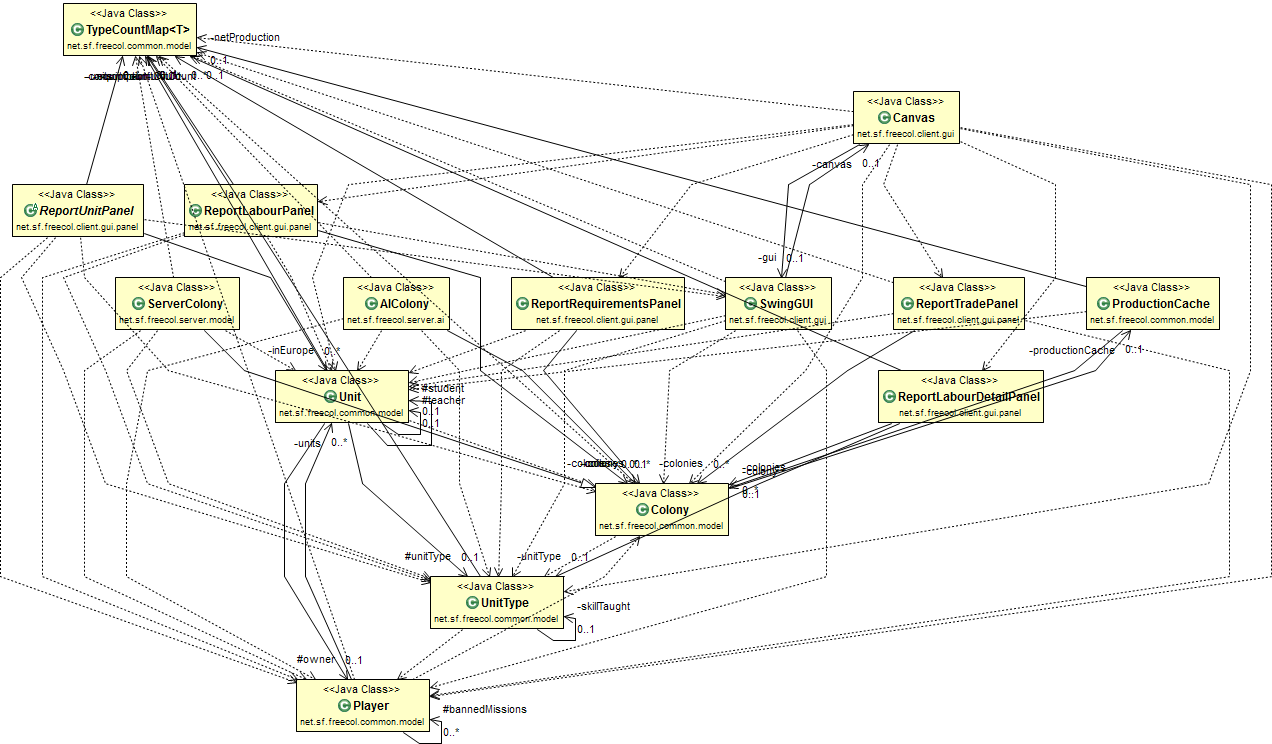 <<Java Class>>
TypeCountMap<T>
net.sf.freecol.common.model
-netProduction
0..1
0..*
0..1
<<Java Class>>
Canvas
net.sf.freecol.client.gui
-canvas
0..1
<<Java Class>>
ReportUnitPanel
net.sf.freecol.client.gui.panel
<<Java Class>>
ReportLabourPanel
net.sf.freecol.client.gui.panel
-gui
0..1
<<Java Class>>
ServerColony
net.sf.freecol.server.model
<<Java Class>>
AIColony
net.sf.freecol.server.ai
<<Java Class>>
ReportRequirementsPanel
net.sf.freecol.client.gui.panel
<<Java Class>>
SwingGUI
net.sf.freecol.client.gui
<<Java Class>>
ReportTradePanel
net.sf.freecol.client.gui.panel
<<Java Class>>
ProductionCache
net.sf.freecol.common.model
-inEurope
0..*
-productionCache
0..1
<<Java Class>>
Unit
net.sf.freecol.common.model
#student
#teacher
0..1
0..1
<<Java Class>>
ReportLabourDetailPanel
net.sf.freecol.client.gui.panel
-units
0..*
-colonies
0..*
-colonies
0..1
<<Java Class>>
Colony
net.sf.freecol.common.model
#unitType
0..1
-unitType
0..1
<<Java Class>>
UnitType
net.sf.freecol.common.model
-skillTaught
0..1
#owner
0..1
<<Java Class>>
Player
net.sf.freecol.common.model
#bannedMissions
0..*